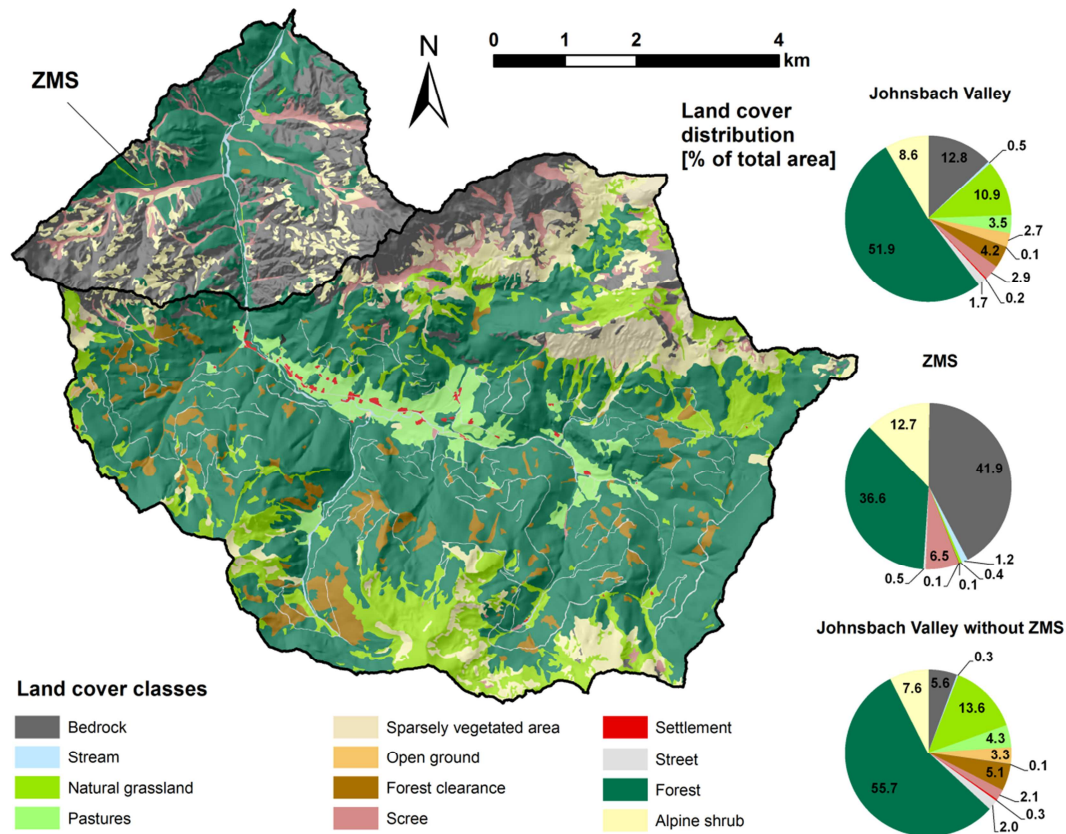 ZMS
N
0 1 2 4
km
Land cover
distribution
[% of total area]
Johnsbach Valley
8.6
12.8
0.5
10.9
3.5
2.7
4.2
0.1
2.9
0.2
1.7
51.9
ZMS
12.7
41.9
36.6
6.5
1.2
0.4
0.1
0.1
0.5
Johnsbach Valley without ZMS
7.6
5.6
0.3
13.6
4.3
3.3
0.1
5.1
2.1
0.3
2.0
55.7
Land cover classes
Bedrock
Stream
Natural grassland
Pastures
Sparsely vegetated area
Open ground
Forest clearance
Scree
Settlement
Street
Forest
Alpine shrub